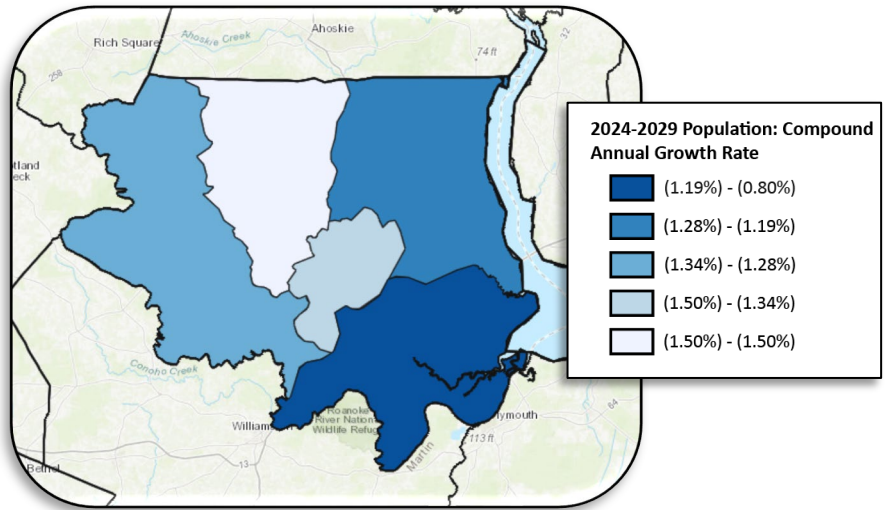 Rich Square
Ahoskie Creek
Ahoskie
32
74 ft
258
tland
eck
2024-2029 Population: Compound
Annual Growth Rate
(1.19%) - (0.80%)
(1.28%) - (1.19%)
(1.34%) - (1.28%)
(1.50%) - (1.34%)
(1.50%) - (1.50%)
Conoho Creek
64
William
Roanoke
River Nation
Wildlife Refug
lymouth
113 ft
Martin
13
Bethel